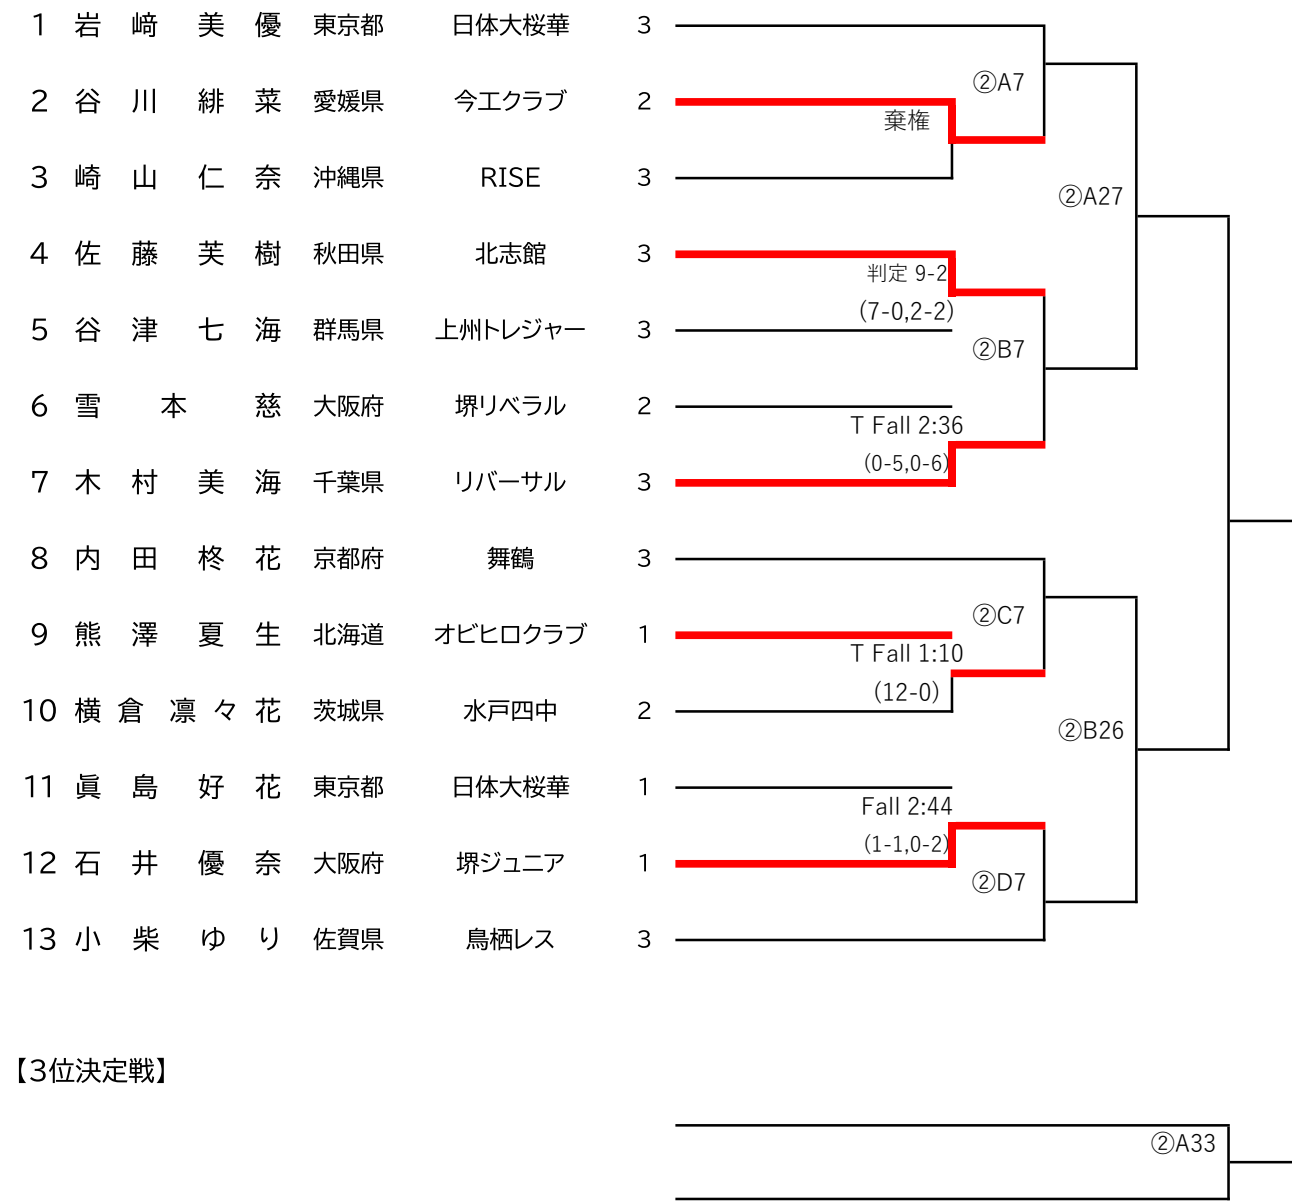 1 岩 﨑 美 優 東京都 日体大桜華 3
②A7
2 谷 川 緋 菜 愛媛県 今工クラブ 2
棄権
3 崎 山 仁 奈 沖縄県 RISE 3
②A27
4 佐 藤 芙 樹 秋田県 北志館 3
判定 9-2
(7-0,2-2)
5 谷 津 七 海 群馬県 上州トレジャー 3
②B7
6 雪 本 慈 大阪府 堺リベラル 2
T Fall 2:36
(0-5,0-6)
7 木 村 美 海 千葉県 リバーサル 3
8 内 田 柊 花 京都府 舞鶴 3
②C7
9 熊 澤 夏 生 北海道 オビヒロクラブ 1
T Fall 1:10
(12-0)
10 横 倉 凛 々 花 茨城県 水戸四中 2
②B26
11 眞 島 好 花 東京都 日体大桜華 1
Fall 2:44
(1-1,0-2)
12 石 井 優 奈 大阪府 堺ジュニア 1
②D7
13 小 柴 ゆ り 佐賀県 鳥栖レス 3
【3位決定戦】
②A33